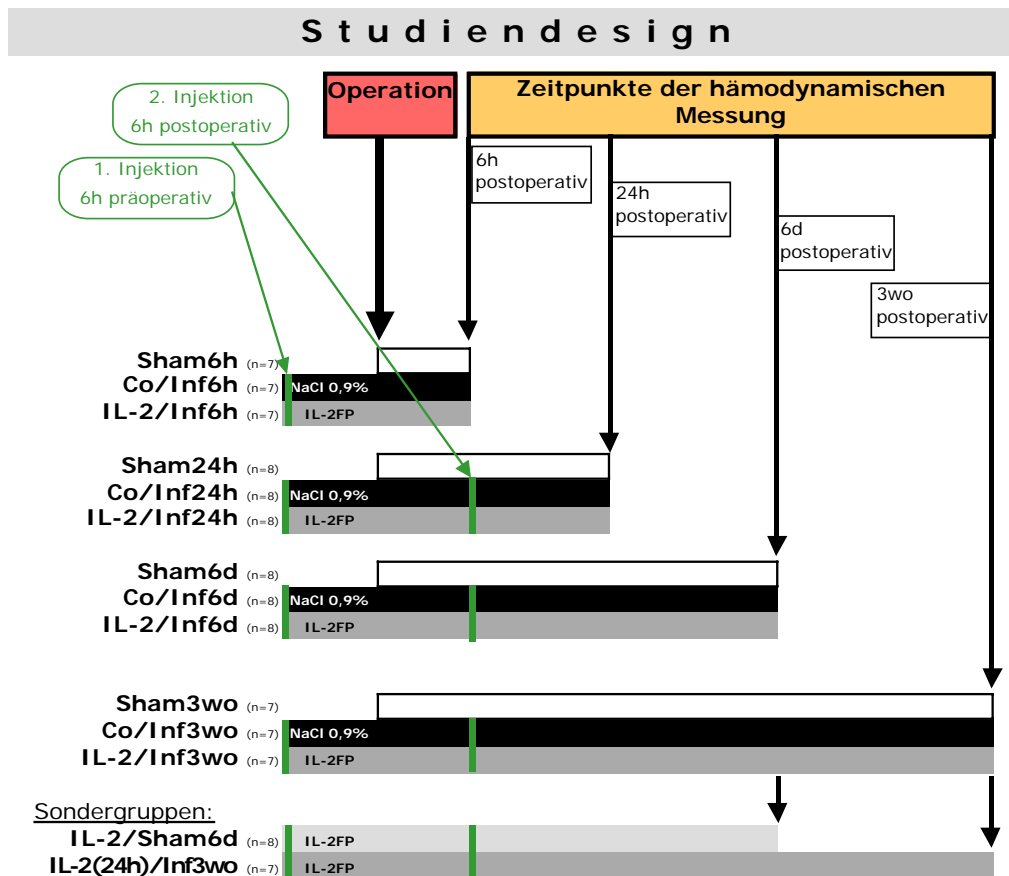 Studiendesign
2. Injektion
6h postoperativ
1. Injektion
6h präoperativ
Operation
Zeitpunkte der hämodynamischen
Messung
6h
postoperativ
24h
postoperativ
6d
postoperativ
3wo
postoperativ
Sham6h (n=7)
Co/Inf6h (n=7) NaCl 0,9%
IL-2/Inf6h (n=7) IL-2FP
Sham24h (n=8)
Co/Inf24h (n=8) NaCl 0,9%
IL-2/Inf24h (n=8) IL-2FP
Sham6d (n=8)
Co/Inf6d (n=8) NaCl 0,9%
IL-2/Inf6d (n=8) IL-2FP
Sham3wo (n=7)
Co/Inf3wo (n=7) NaCl 0,9%
IL-2/Inf3wo (n=7) IL-2FP
Sondergruppen:
IL-2/Sham6d (n=8) IL-2FP
IL-2(24h)/Inf3wo (n=7) IL-2FP